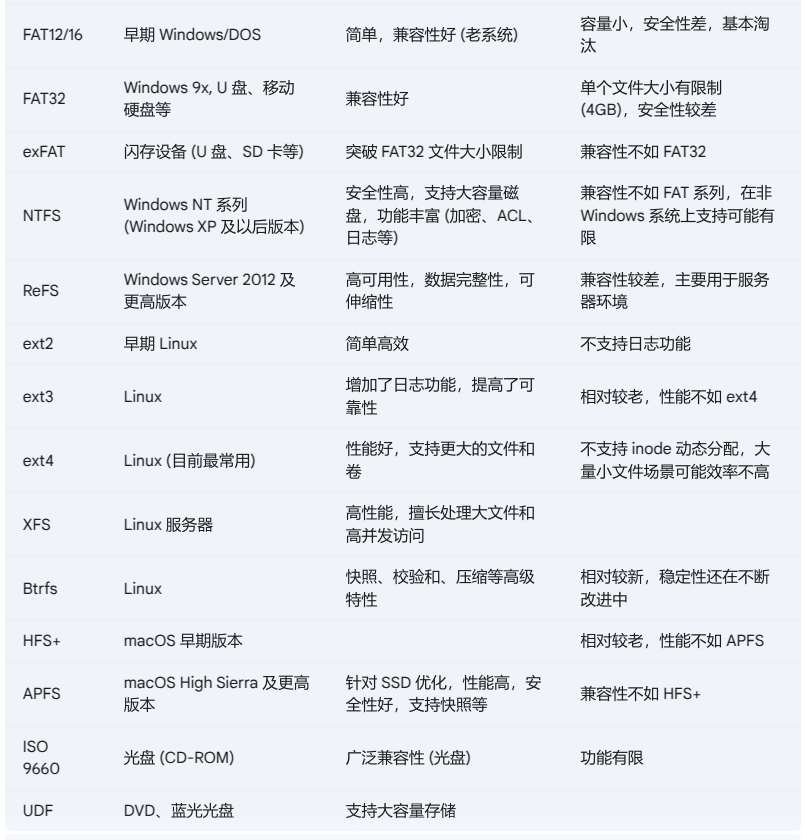 FAT12/16
早期 Windows/DOS
简单，兼容性好 (老系统)
容量小，安全性差，基本淘
汰
FAT32
Windows 9x, U 盘、移动
硬盘等
兼容性好
单个文件大小有限制
(4GB)，安全性较差
exFAT
闪存设备 (U 盘、SD 卡等)
突破 FAT32 文件大小限制
兼容性不如 FAT32
NTFS
Windows NT 系列
(Windows XP 及以后版本)
安全性高，支持大容量磁
盘，功能丰富 (加密、ACL、
日志等)
兼容性不如 FAT 系列，在非
Windows 系统上支持可能有
限
ReFS
Windows Server 2012 及
更高版本
高可用性，数据完整性，可
伸缩性
兼容性较差，主要用于服务
器环境
ext2
早期 Linux
简单高效
不支持日志功能
ext3
Linux
增加了日志功能，提高了可
靠性
相对较老，性能不如 ext4
ext4
Linux (目前最常用)
性能好，支持更大的文件和
卷
不支持 inode 动态分配，大
量小文件场景可能效率不高
XFS
Linux 服务器
高性能，擅长处理大文件和
高并发访问
Btrfs
Linux
快照、校验和、压缩等高级
特性
相对较新，稳定性还在不断
改进中
HFS+
macOS 早期版本
相对较老，性能不如 APFS
APFS
macOS High Sierra 及更高
版本
针对 SSD 优化，性能高，安
全性好，支持快照等
兼容性不如 HFS+
ISO
9660
光盘 (CD-ROM)
广泛兼容性 (光盘)
功能有限
UDF
DVD、蓝光光盘
支持大容量存储